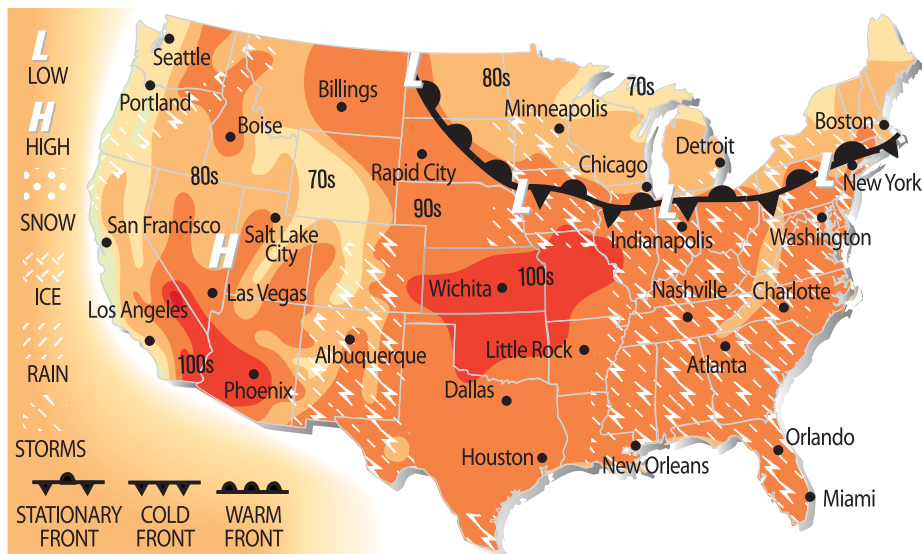 L
LOW
H
HIGH
SNOW
ICE
RAIN
STORMS
STATIONARY
FRONT
COLD
FRONT
WARM
FRONT
Seattle
Portland
Boise
Billings
L
80s
Minneapolis
70s
Boston
Detroit
Chicago
Rapid City
80s
70s
90s
L
L
L
New York
San Francisco
H
Salt Lake
City
Indianapolis
Washington
Las Vegas
Wichita
100s
Nashville
Charlotte
Los Angeles
100s
Phoenix
Albuquerque
Little Rock
Atlanta
Dallas
Houston
New Orleans
Orlando
Miami